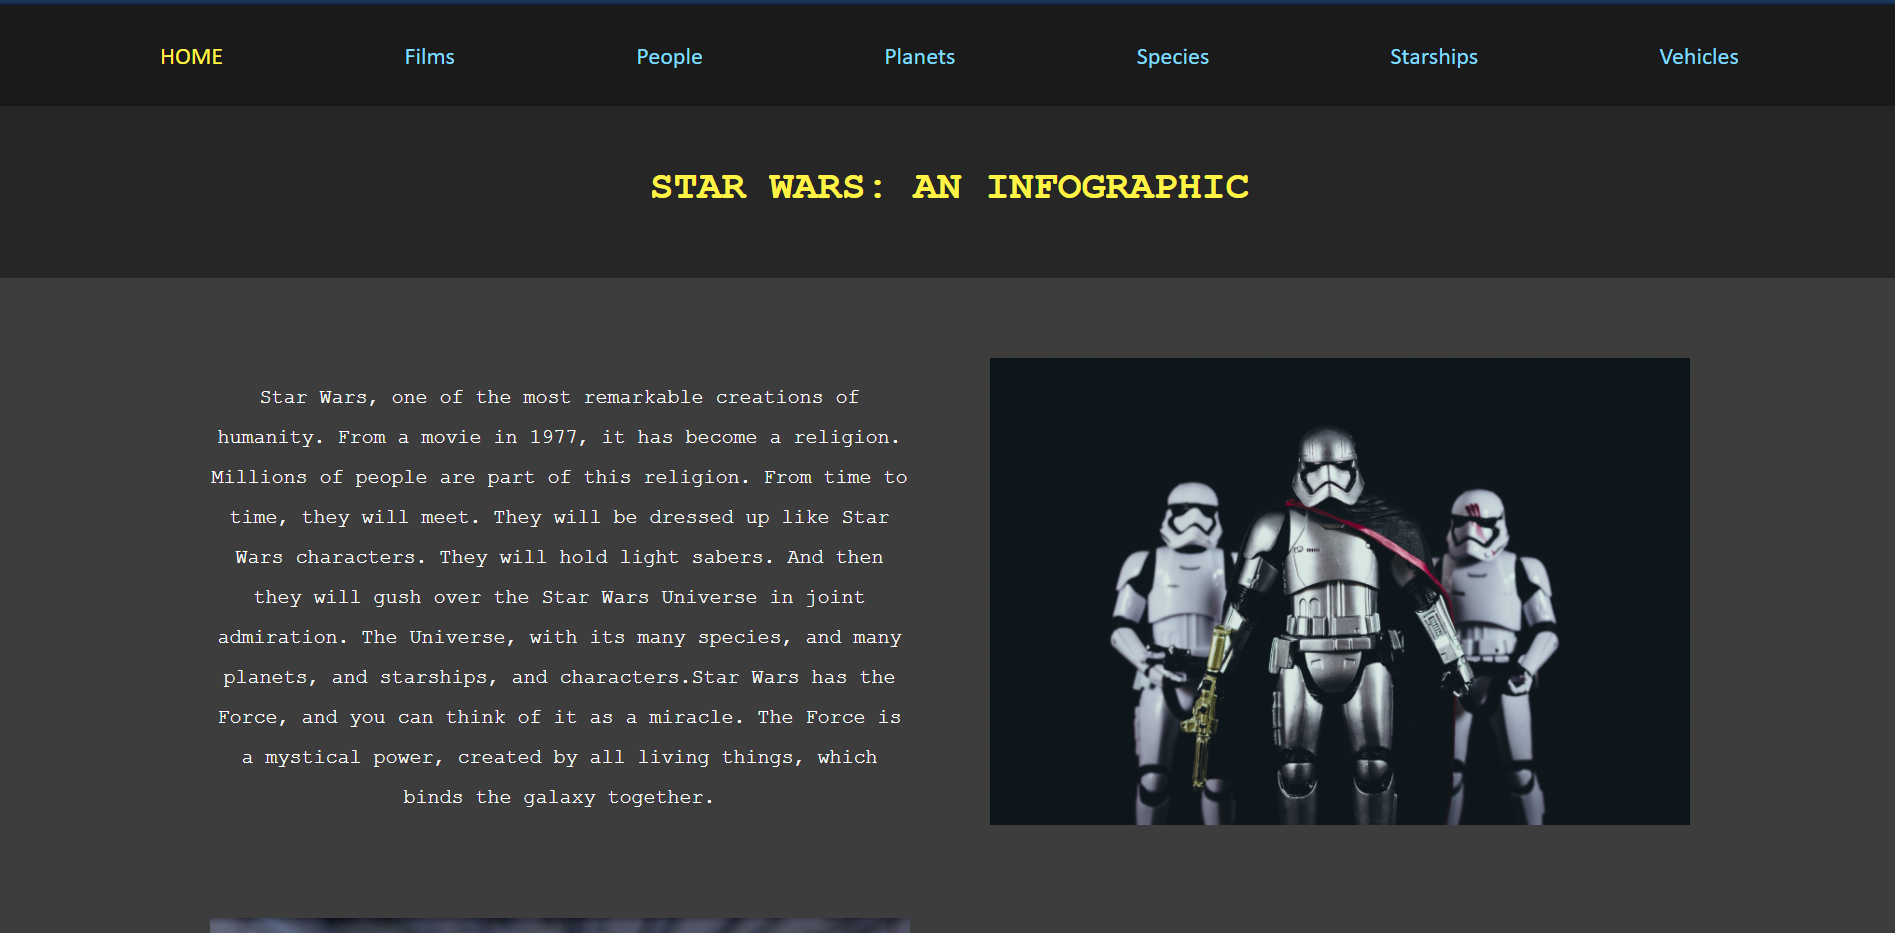 HOME Films People Planets Species Starships Vehicles
STAR WARS: AN INFOGRAPHIC
Star Wars, one of the most remarkable creations of
humanity. From a movie in 1977, it has become a religion.
Millions of people are part of this religion. From time to
time, they will meet. They will be dressed up like Star
Wars characters. They will hold light sabers. And then
they will gush over the Star Wars Universe in joint
admiration. The Universe, with its many species, and many
planets, and starships, and characters.Star Wars has the
Force, and you can think of it as a miracle. The Force is
a mystical power, created by all living things, which
binds the galaxy together.